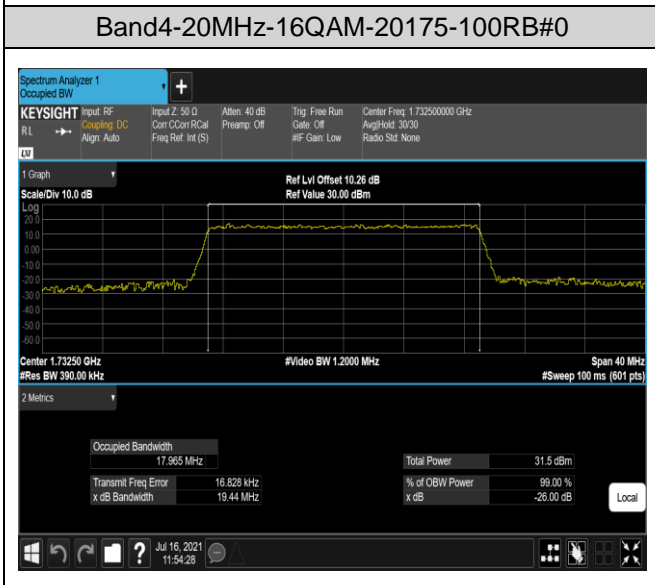 Band4-20MHz-16QAM-20175-100RB#0
Spectrum Analyzer 1
Occupied BW
+
KEYSIGHT Input: RF Input Z: 50 Ω Atten: 40 dB Trig: Free Run Center Freq: 1.732500000 GHz
RL Coupling: DC Corr CCorr RCal Preamp: Off Gate: Off Avg|Hold: 30/30
Align: Auto Freq Ref: Int (S) #IF Gain: Low Radio Std: None
LXI
1 Graph
Ref Lvl Offset 10.26 dB
Scale/Div 10.0 dB Ref Value 30.00 dBm
Log
20.0
10.0
0.00
-10.0
-20.0
-30.0
-40.0
-50.0
-60.0
Center 1.73250 GHz #Video BW 1.2000 MHz Span 40 MHz
#Res BW 390.00 kHz #Sweep 100 ms (601 pts)
2 Metrics
Occupied Bandwidth
17.965 MHz Total Power 31.5 dBm
Transmit Freq Error 16.828 kHz % of OBW Power 99.00 %
x dB Bandwidth 19.44 MHz x dB -26.00 dB
Local
? Jul 16, 2021
11:54:28